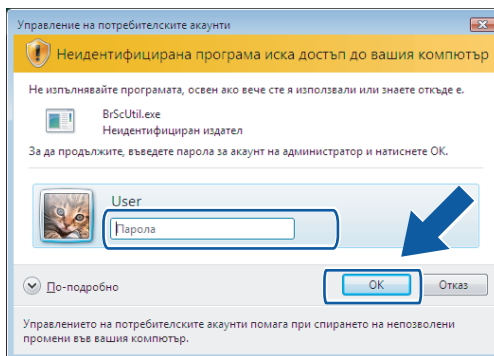 Управление на потребителските акаунти
Неидентифицирана програма иска достъп до вашия компютър
Не изпълнявайте програмата, освен ако вече сте я използвали или знаете откъде е.
BrScUtil.exe
Неидентифициран издател
За да продължите, въведете парола за акаунт на администратор и натиснете ОК.
User
Парола
По-подробно
OK
Отказ
Управлението на потребителските акаунти помага при спирането на непозволени
промени във вашия компютър.